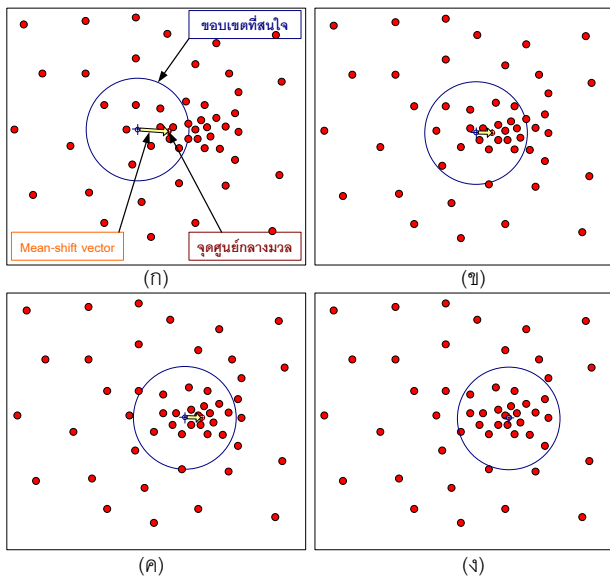 ขอบเขตที่สนใจ
Mean-shift vector
จุดศูนย์กลางมวล
(ก)
(ข)
(ค)
(ง)